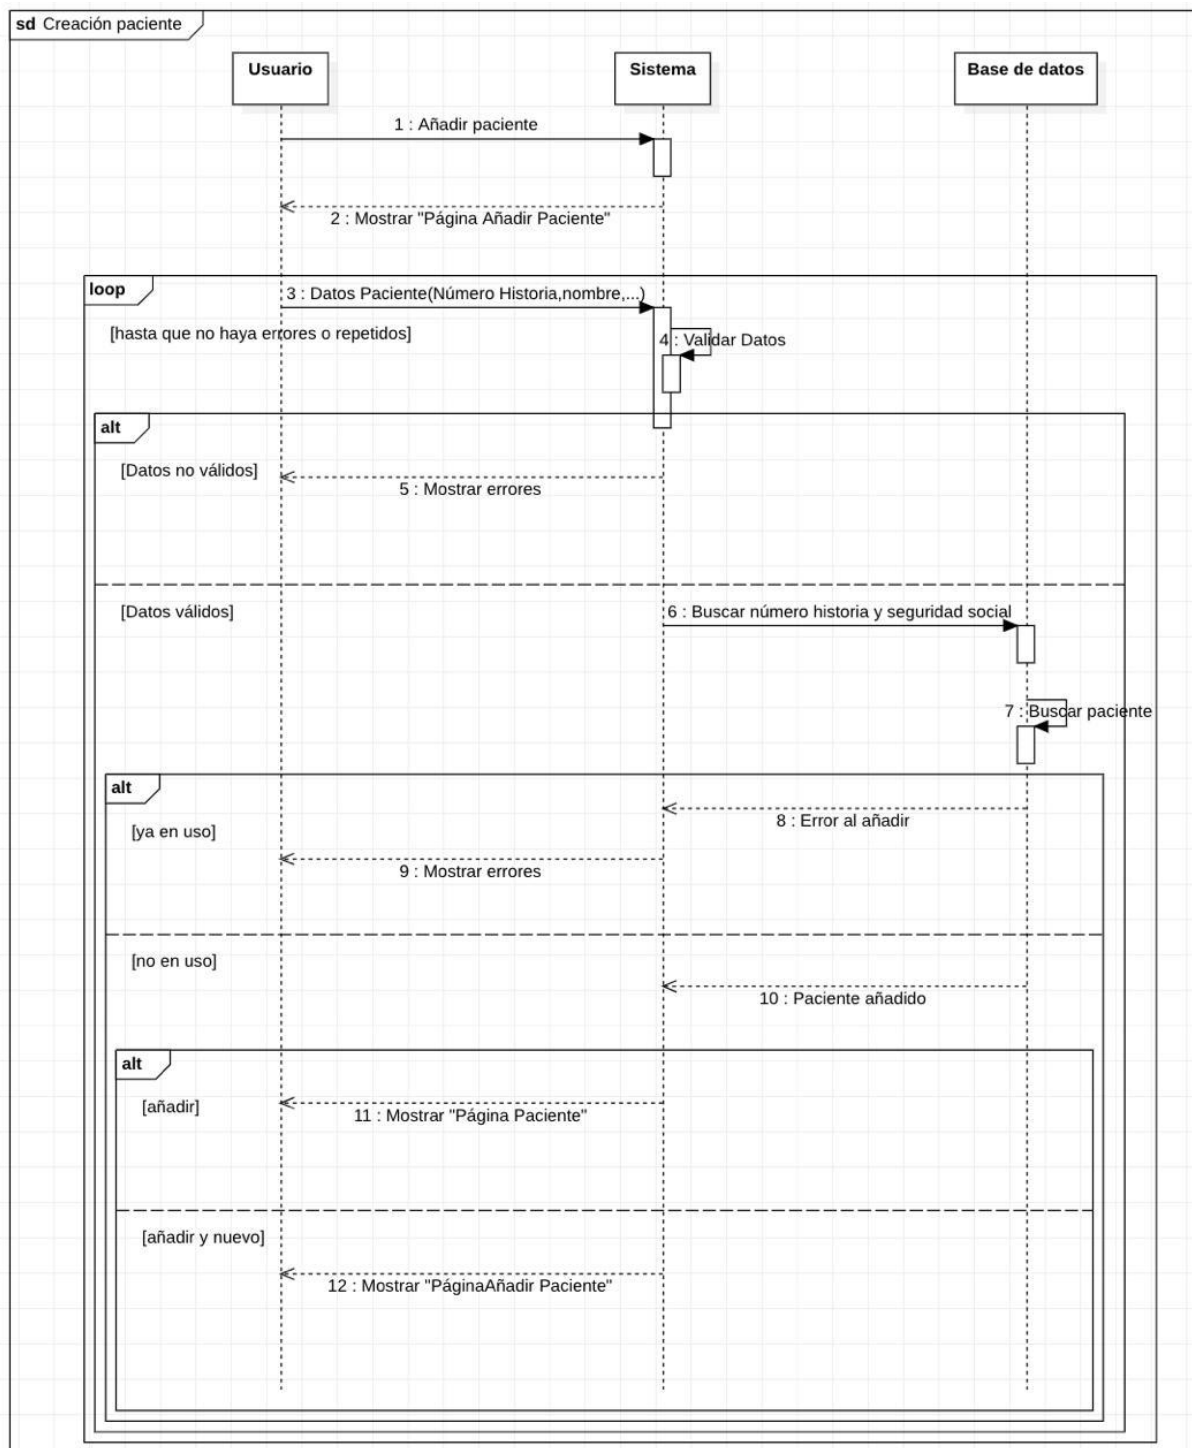 sd Creación paciente
Usuario
Sistema
Base de datos
1 : Añadir paciente
2 : Mostrar "Página Añadir Paciente"
loop
3 : Datos Paciente(Número Historia,nombre,...)
[hasta que no haya errores o repetidos]
4 : Validar Datos
alt
[Datos no válidos]
5 : Mostrar errores
[Datos válidos]
6 : Buscar número historia y seguridad social
7 : Buscar paciente
alt
8 : Error al añadir
[ya en uso]
9 : Mostrar errores
[no en uso]
10 : Paciente añadido
alt
[añadir]
11 : Mostrar "Página Paciente"
[añadir y nuevo]
12 : Mostrar "PáginaAñadir Paciente"